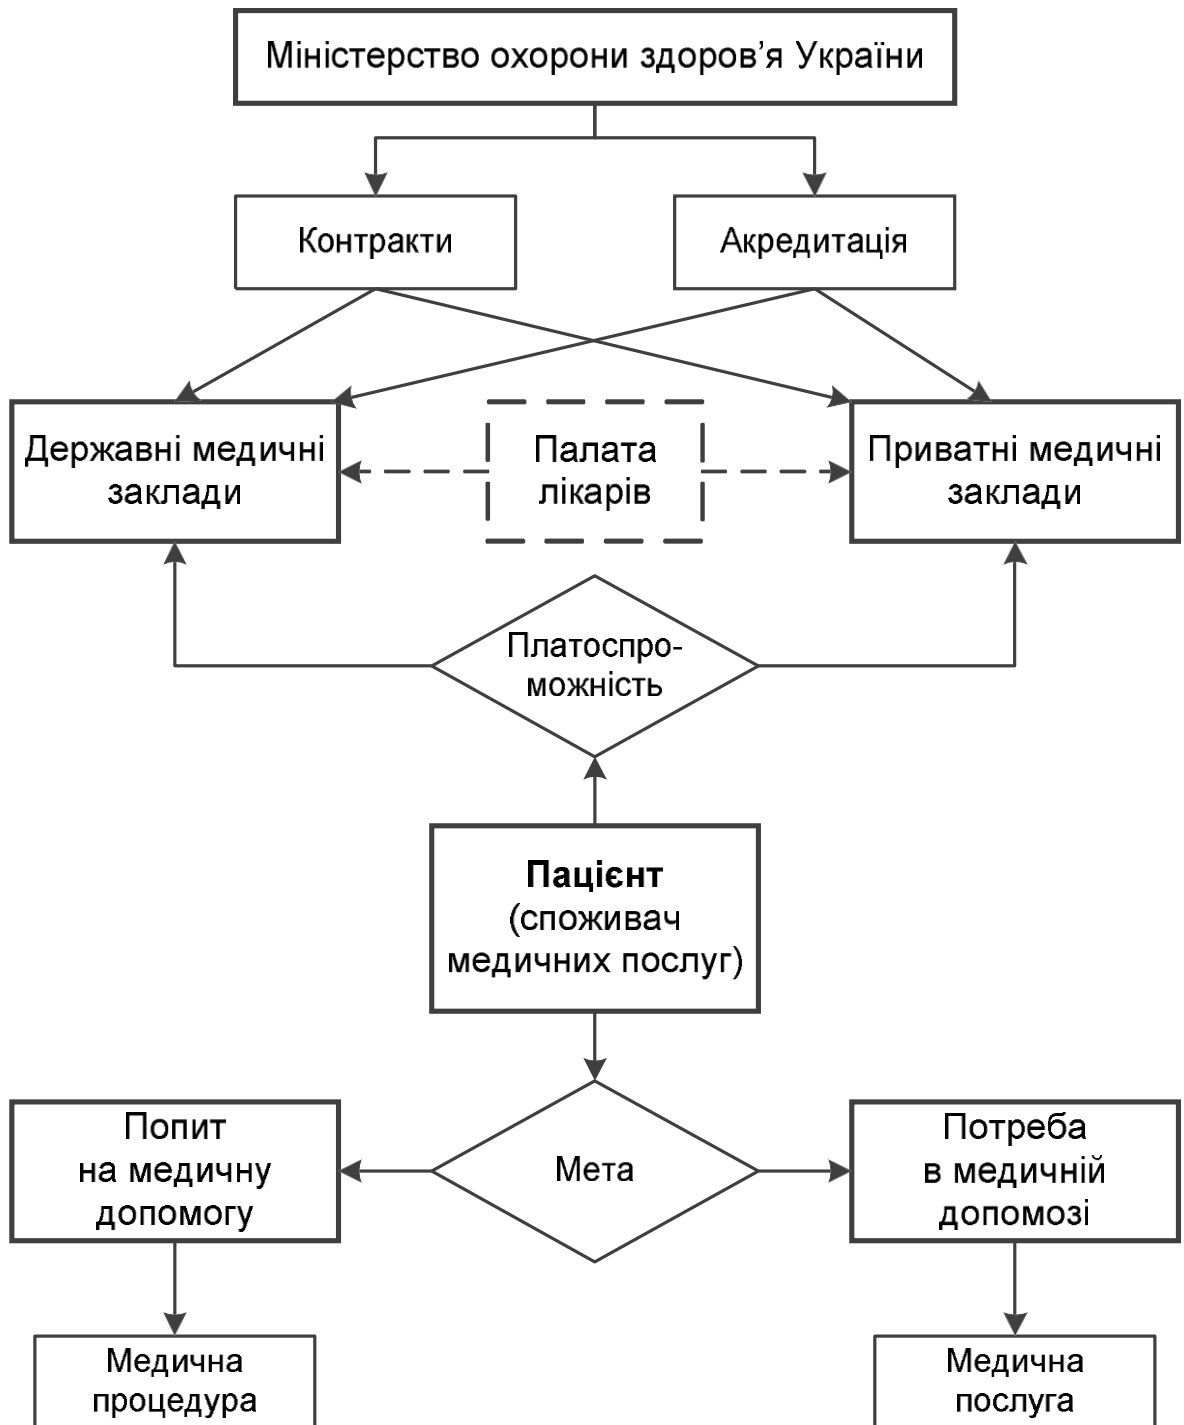 Міністерство охорони здоров’я України
Контракти
Акредитація
Державні медичні
заклади
Палата
лікарів
Приватні медичні
заклади
Платоспро-
можність
Пацієнт
(споживач
медичних послуг)
Попит
на медичну
допомогу
Мета
Потреба
в медичній
допомозі
Медична
процедура
Медична
послуга